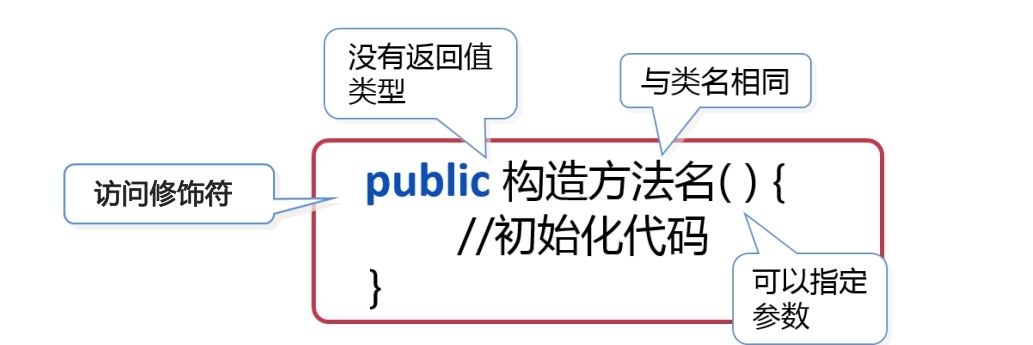 没有返回值
类型
与类名相同
访问修饰符
public 构造方法名( ) {
//初始化代码
}
可以指定
参数